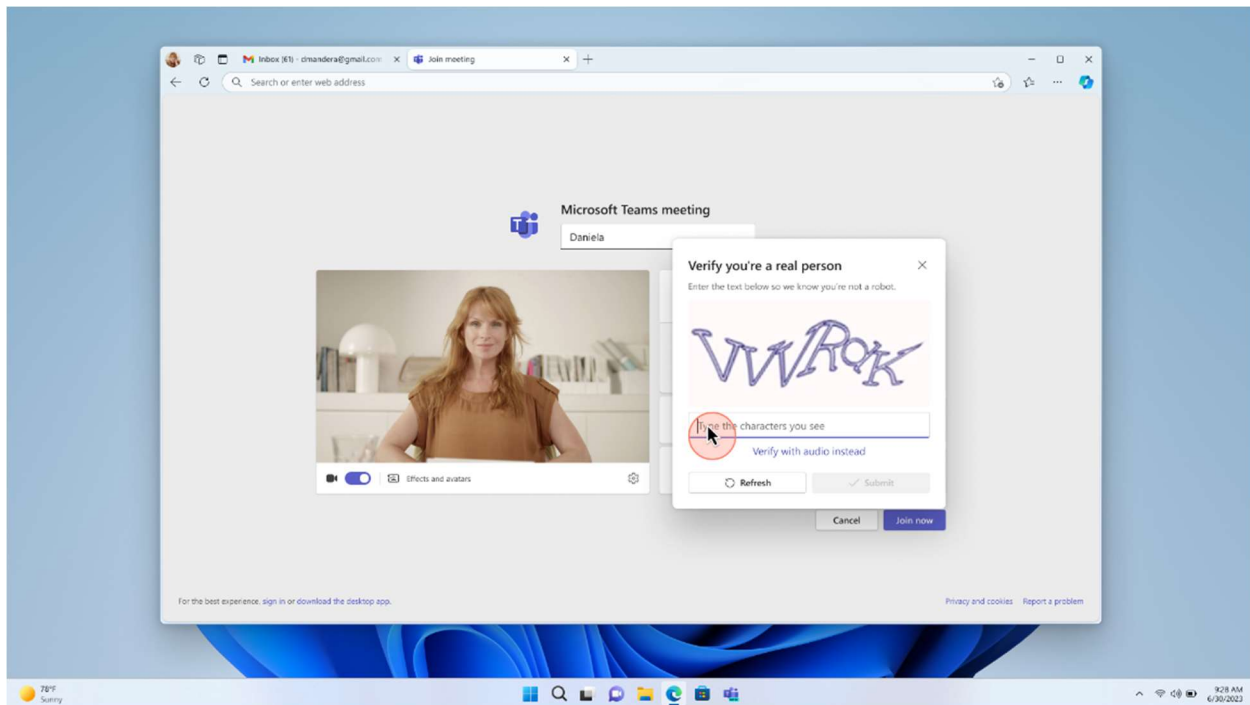 Inbox (61) - dmandera@gmail.com
Join meeting
Search or enter web address
Microsoft Teams meeting
Daniela
Verify you're a real person
Enter the text below so we know you're not a robot.
Type the characters you see
Verify with audio instead
Refresh
Submit
Effects and avatars
Cancel
Join now
For the best experience, sign in or download the desktop app.
Privacy and cookies
Report a problem
78°F
Sunny
9:28 AM
6/30/2023